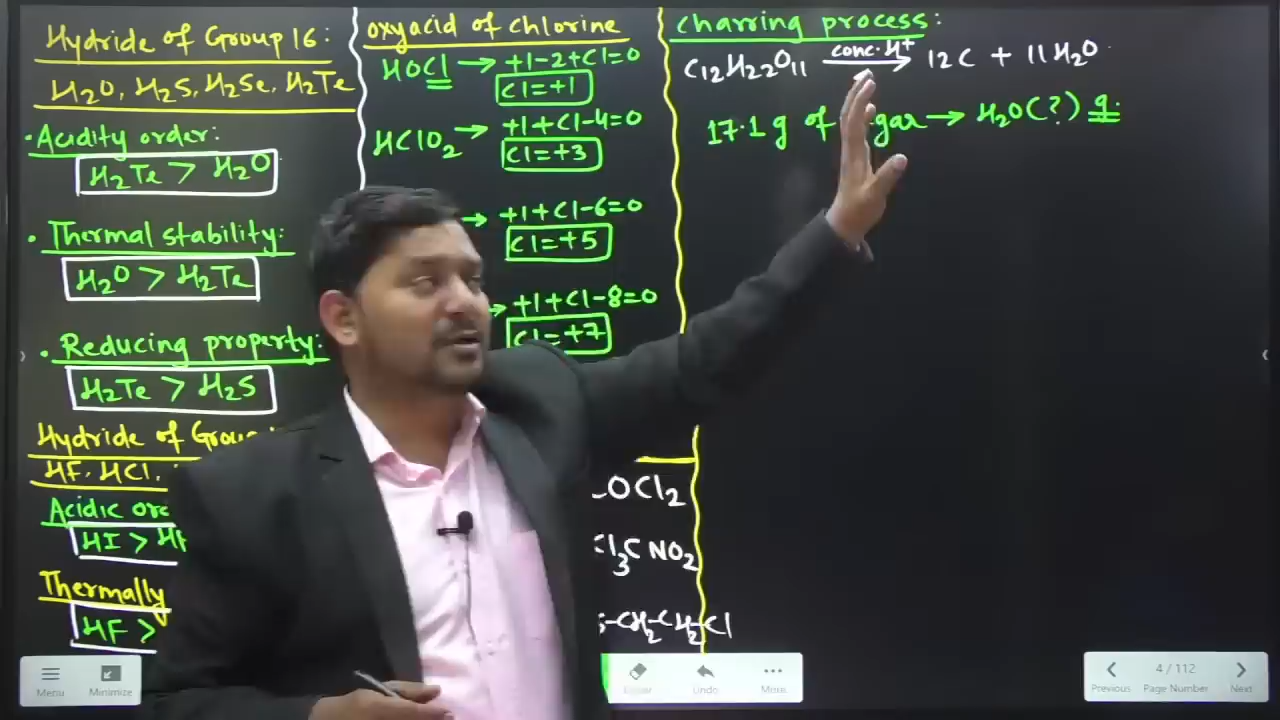 Hydride of Group 16:
H₂O, H₂S, H₂Se, H₂Te
• Acidity order:
H₂Te > H₂O
• Thermal stability:
H₂O > H₂Te
• Reducing property:
H₂Te > H₂S
Hydride of Grou
HF, HCl,
Acidic
HI >
Thermally
HF >
oxyacid of chlorine
HOCl → +1-2+Cl=0
Cl=+1
HClO₂ → +1+Cl-4=0
Cl=+3
→ +1+Cl-6=0
Cl=+5
→ +1+Cl-8=0
Cl=+7
OCl₂
Cl₃CNO₂
-CH₂-CH₂-Cl
charring process:
C₁₂H₂₂O₁₁ conc. H⁺ → 12C + 11H₂O
17.1 g of gar → H₂O(?) g.
Menu
Minimize
Eraser
Undo
More
Previous
4 / 112
Page Number
Next